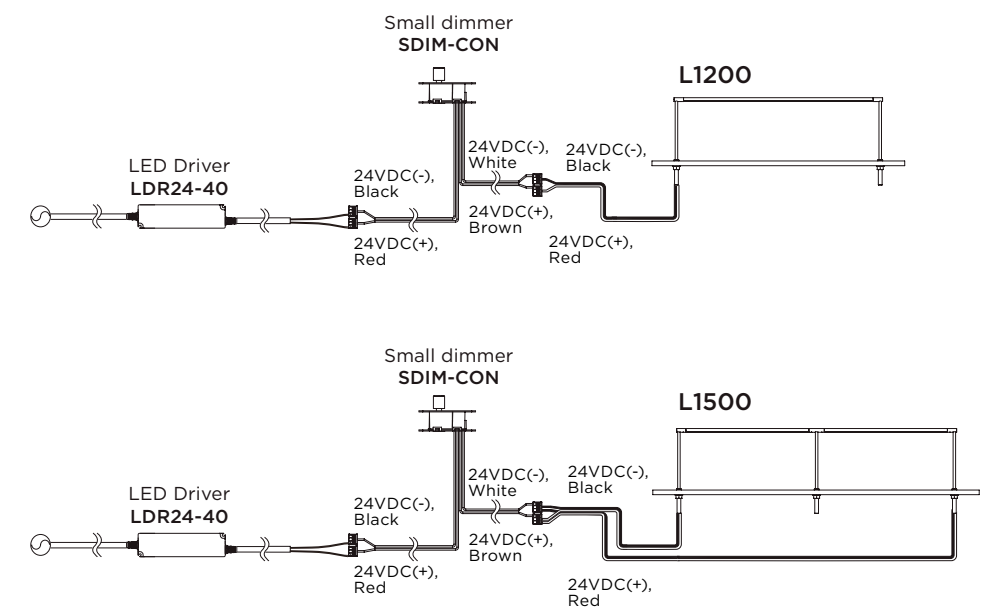 Small dimmer
SDIM-CON
L1200
LED Driver
LDR24-40
24VDC(-),
Black
24VDC(+),
Red
24VDC(-),
White
24VDC(+),
Brown
24VDC(-),
Black
24VDC(+),
Red
Small dimmer
SDIM-CON
L1500
LED Driver
LDR24-40
24VDC(-),
Black
24VDC(+),
Red
24VDC(-),
White
24VDC(+),
Brown
24VDC(-),
Black
24VDC(+),
Red